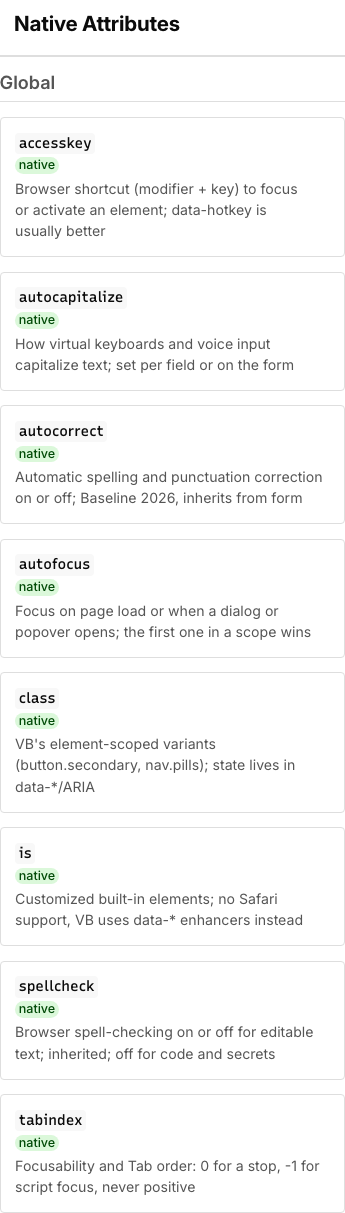 Native Attributes
Global
accesskey
native
Browser shortcut (modifier + key) to focus
or activate an element; data-hotkey is
usually better
autocapitalize
native
How virtual keyboards and voice input
capitalize text; set per field or on the form
autocorrect
native
Automatic spelling and punctuation correction
on or off; Baseline 2026, inherits from form
autofocus
native
Focus on page load or when a dialog or
popover opens; the first one in a scope wins
class
native
VB's element-scoped variants
(button.secondary, nav.pills); state lives in
data-*/ARIA
is
native
Customized built-in elements; no Safari
support, VB uses data-* enhancers instead
spellcheck
native
Browser spell-checking on or off for editable
text; inherited; off for code and secrets
tabindex
native
Focusability and Tab order: 0 for a stop, -1 for
script focus, never positive